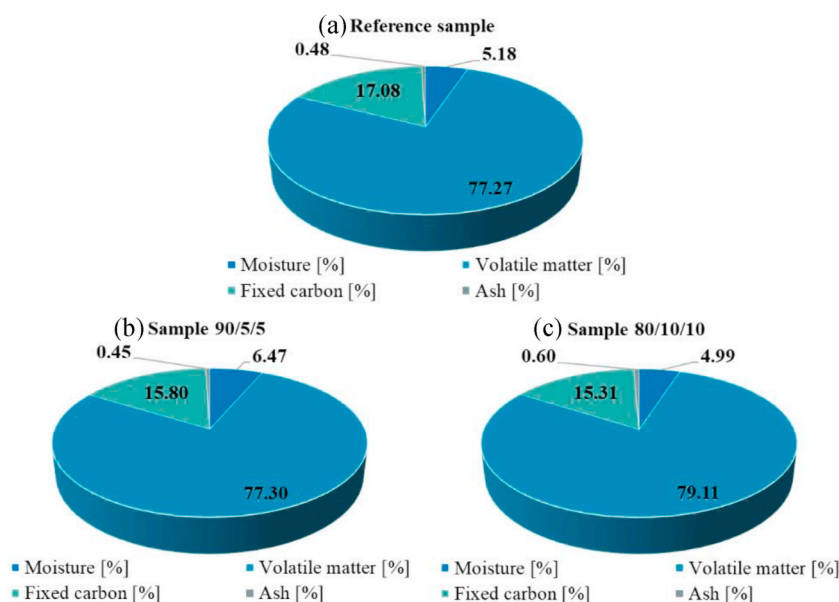 (a) Reference sample
0.48
5.18
17.08
77.27
Moisture [%]
Volatile matter [%]
Fixed carbon [%]
Ash [%]
(b) Sample 90/5/5
0.45
6.47
15.80
77.30
Moisture [%]
Volatile matter [%]
Fixed carbon [%]
Ash [%]
(c) Sample 80/10/10
0.60
4.99
15.31
79.11
Moisture [%]
Volatile matter [%]
Fixed carbon [%]
Ash [%]